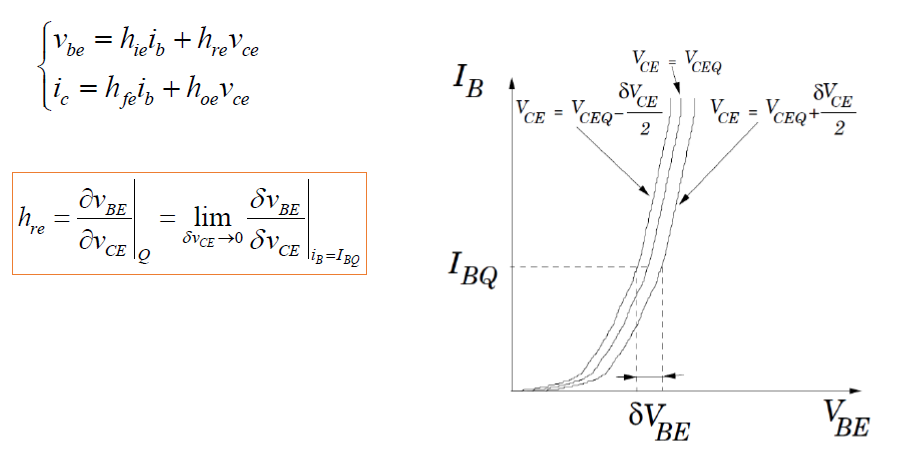 v_be = h_ie i_b + h_re v_ce
i_c = h_fe i_b + h_oe v_ce
h_re = ∂v_BE/∂v_CE |_Q = lim_{δv_CE→0} δv_BE/δv_CE |_{i_B=I_BQ}
V_CE = V_CEQ
I_B
V_CE = V_CEQ − δV_CE/2
V_CE = V_CEQ + δV_CE/2
I_BQ
δV_BE
V_BE